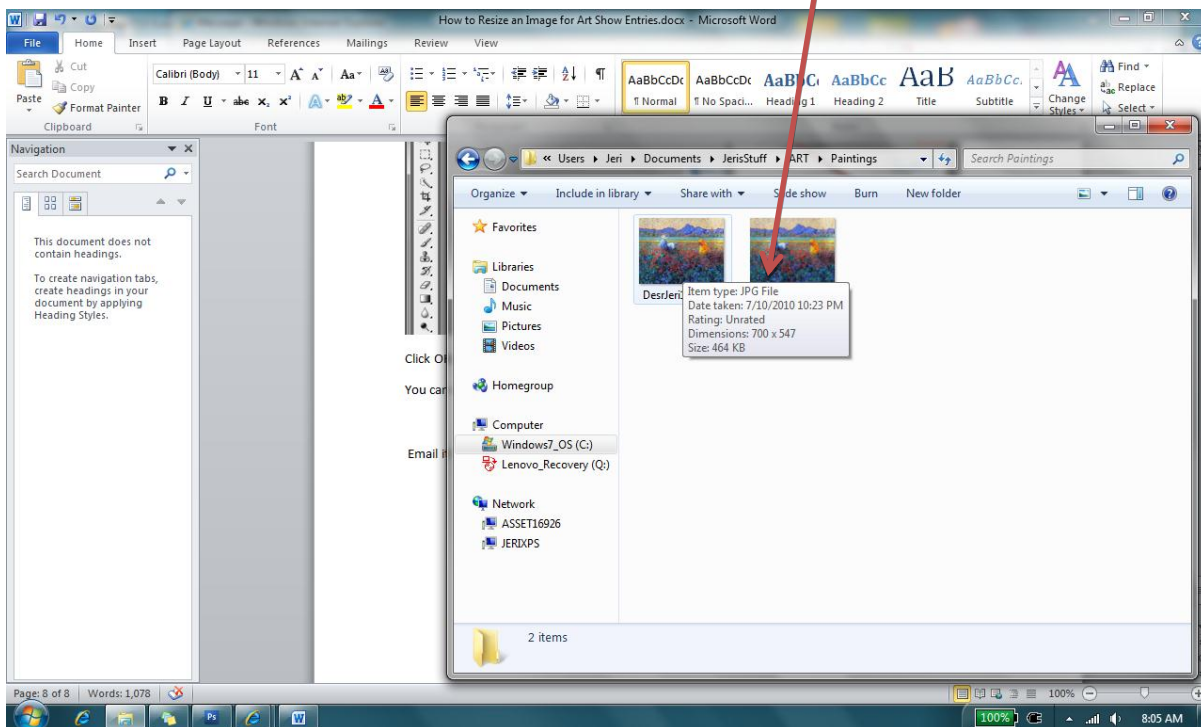 How to Resize an Image for Art Show Entries.docx - Microsoft Word
File Home Insert Page Layout References Mailings Review View
Paste
Cut
Copy
Format Painter
Clipboard
Calibri (Body) 11 A A Aa
B I U abc x₂ x² A ab A
Font
AaBbCcDc AaBbCcDc AaBbC AaBbCc AaB AaBbCc.
¶ Normal ¶ No Spaci... Heading 1 Heading 2 Title Subtitle
Change
Styles
Find
Replace
Select
Navigation
Search Document
This document does not
contain headings.
To create navigation tabs,
create headings in your
document by applying
Heading Styles.
Click
You can
Email
« Users Jeri Documents JerisStuff ART Paintings
Search Paintings
Organize Include in library Share with Slide show Burn New folder
Favorites
Libraries
Documents
Music
Pictures
Videos
Homegroup
Computer
Windows7_OS (C:)
Lenovo_Recovery (Q:)
Network
ASSET16926
JERIXPS
Item type: JPG File
Date taken: 7/10/2010 10:23 PM
Rating: Unrated
Dimensions: 700 x 547
Size: 464 KB
2 items
Page: 8 of 8 Words: 1,078
100%
Ps W
100% 8:05 AM